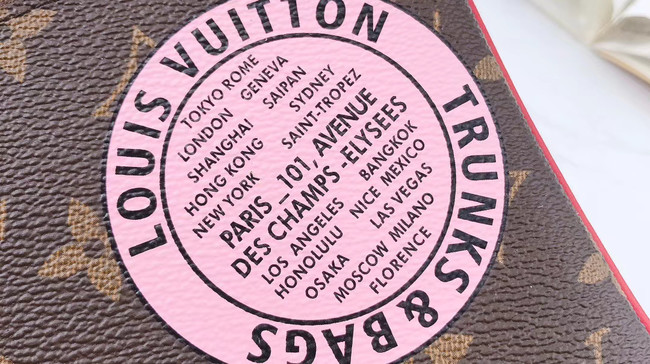 LOUIS VUITTON
TRUNKS & BAGS
TOKYO ROME
LONDON GENEVA
SHANGHAI SAIPAN
HONG KONG SYDNEY
NEW YORK SAINT-TROPEZ
PARIS _101, AVENUE
DES CHAMPS -ELYSEES
LOS ANGELES BANGKOK
HONOLULU NICE MEXICO
OSAKA LAS VEGAS
MOSCOW MILANO
FLORENCE